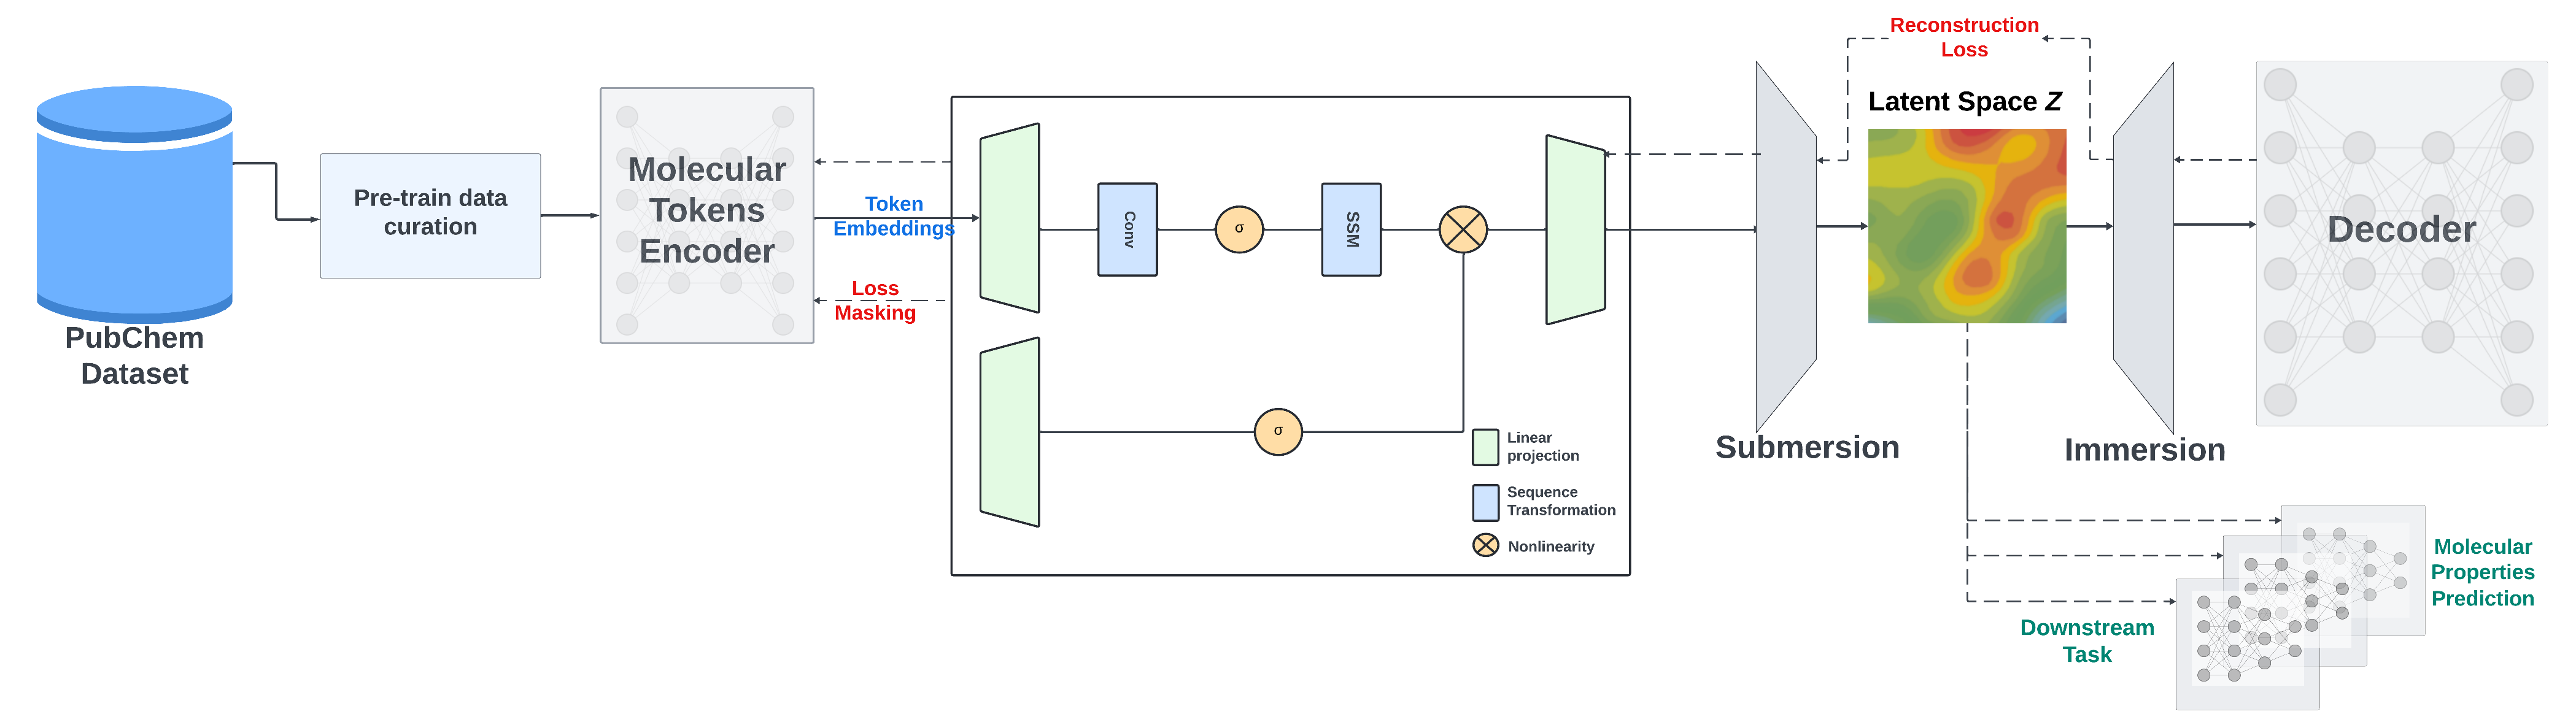 PubChem
Dataset
Pre-train data
curation
Molecular
Tokens
Encoder
Token
Embeddings
Loss
Masking
Conv
σ
SSM
σ
Linear
projection
Sequence
Transformation
Nonlinearity
Submersion
Reconstruction
Loss
Latent Space Z
Immersion
Decoder
Downstream
Task
Molecular
Properties
Prediction